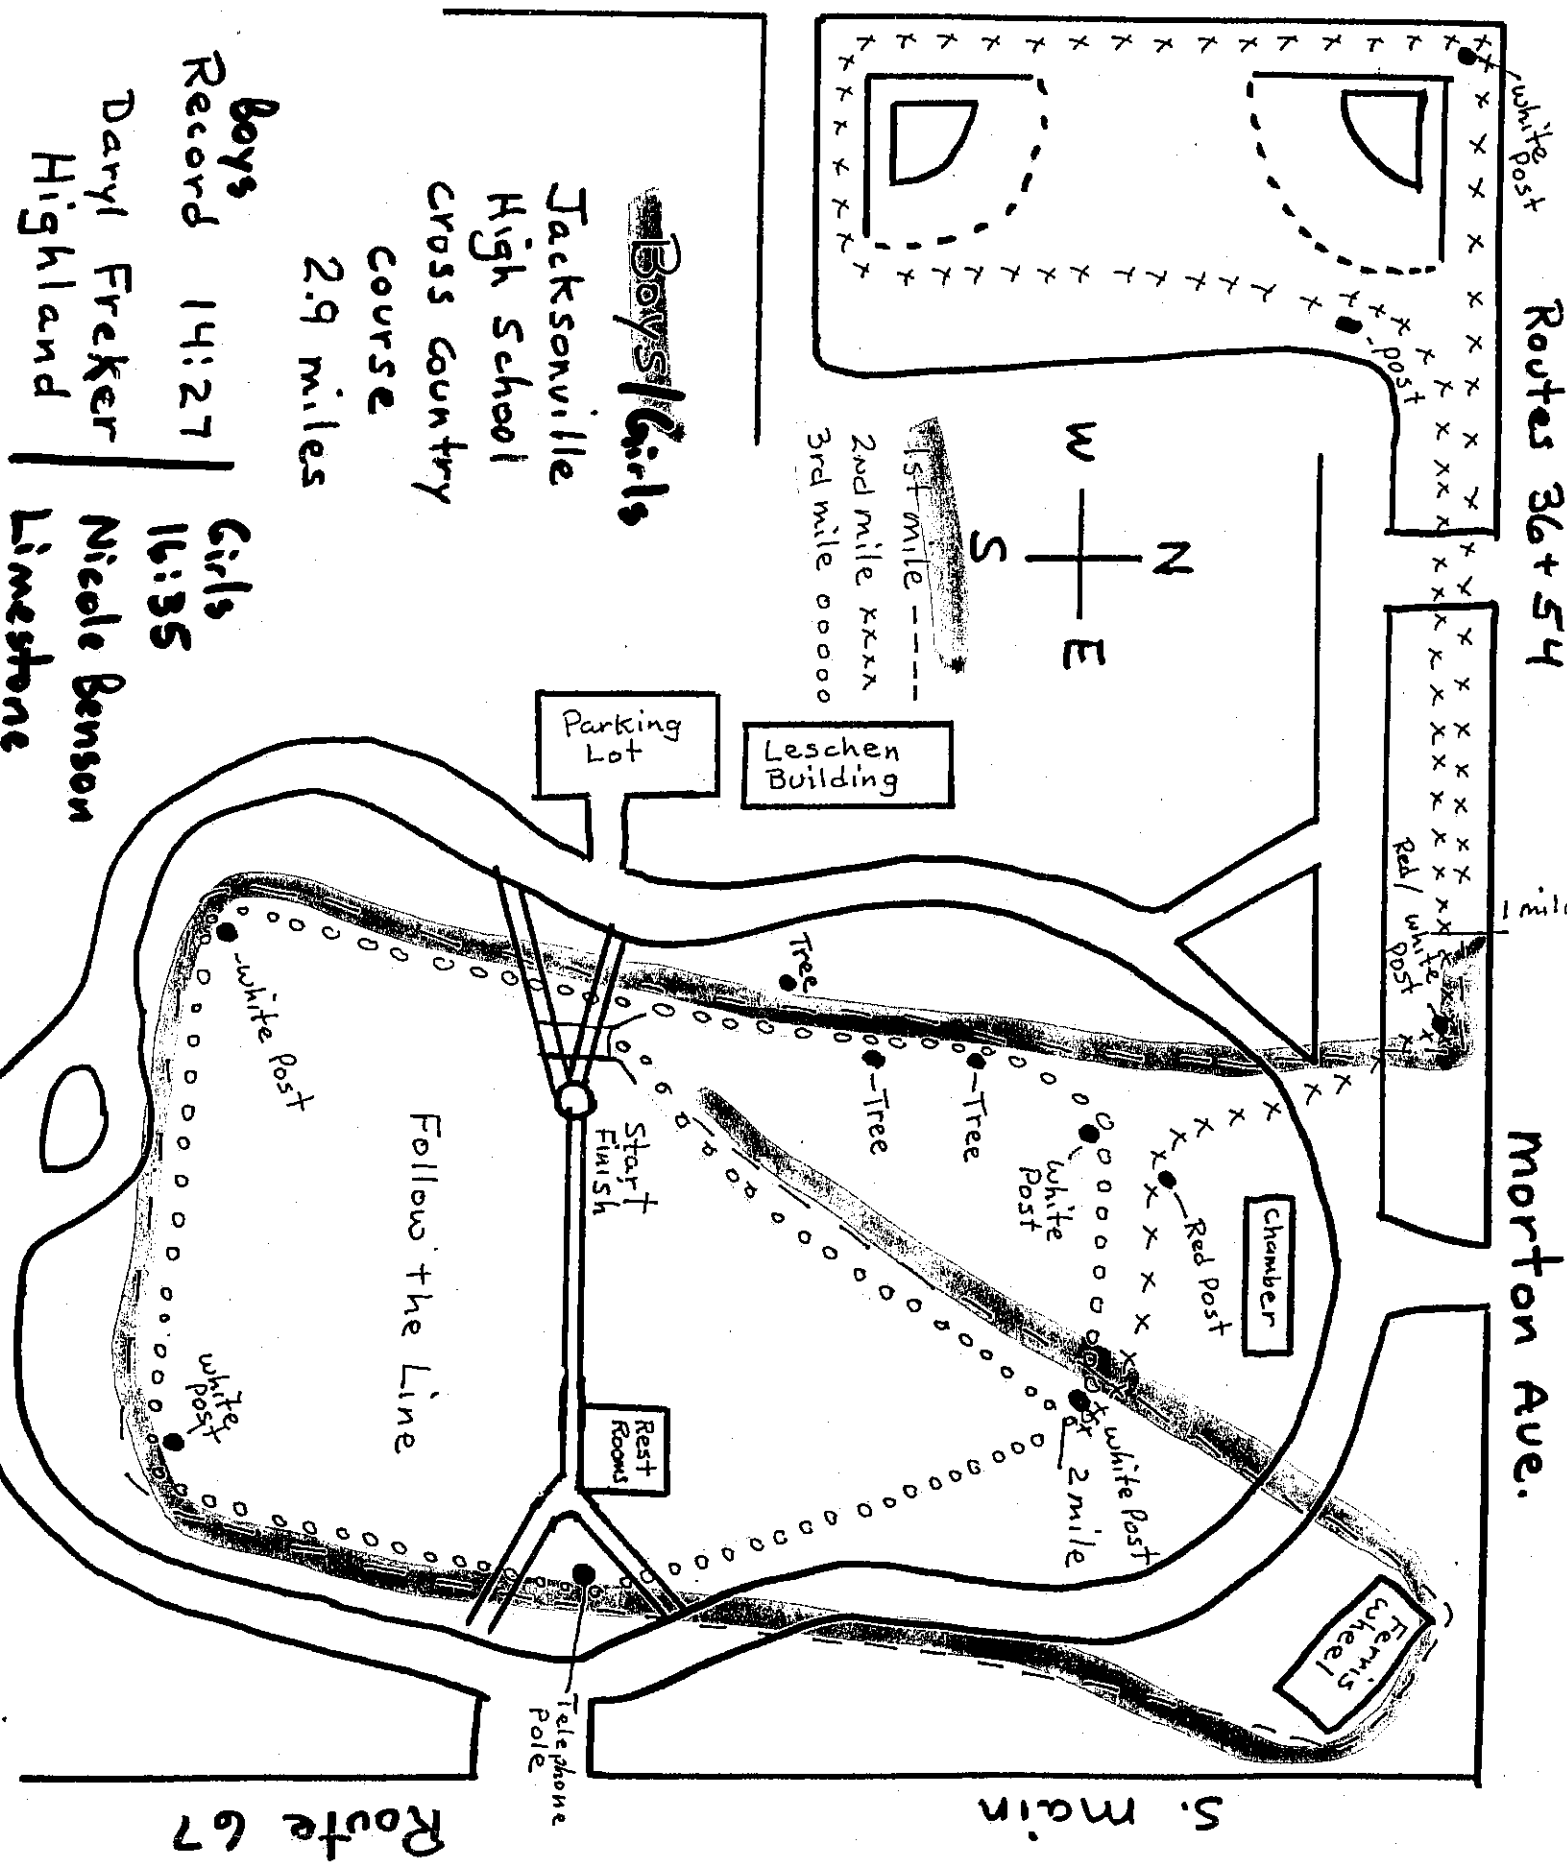 Routes 36 + 54
Morton Ave.
S. main
Route 67
white
post
post
1st mile ----
2nd mile xxxx
3rd mile ooooo
N
W
E
S
Boys/Girls
Jacksonville
High School
cross country
course
2.9 miles
Boys
Record 14:27
Daryl Freker
Highland
Girls
16:35
Nicole Benson
Limestone
Parking
Lot
Leschen
Building
Red/white
post
Tree
-Tree
-Tree
white
Post
Red Post
Chamber
white Post
2 mile
Ferris
Wheel
Start
Finish
Rest
Rooms
-white Post
Follow the Line
white
post
Telephone
pole